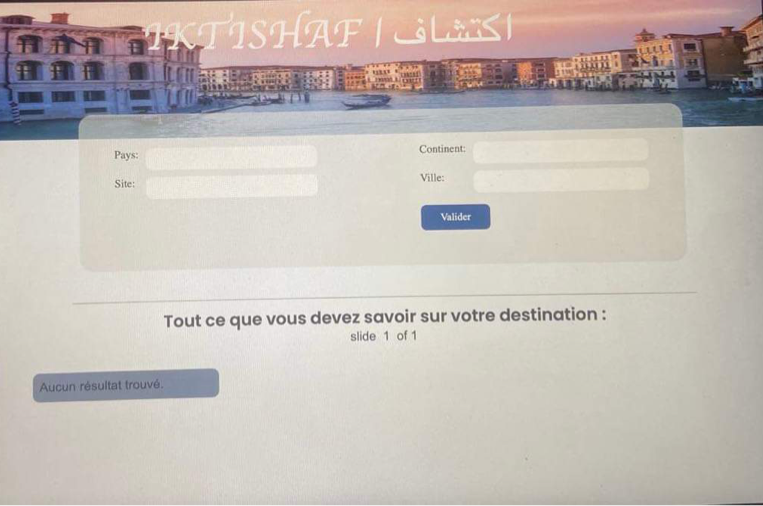 IKTISHAF | اكتشاف
Pays:
Continent:
Site:
Ville:
Valider
Tout ce que vous devez savoir sur votre destination :
slide 1 of 1
Aucun résultat trouvé.